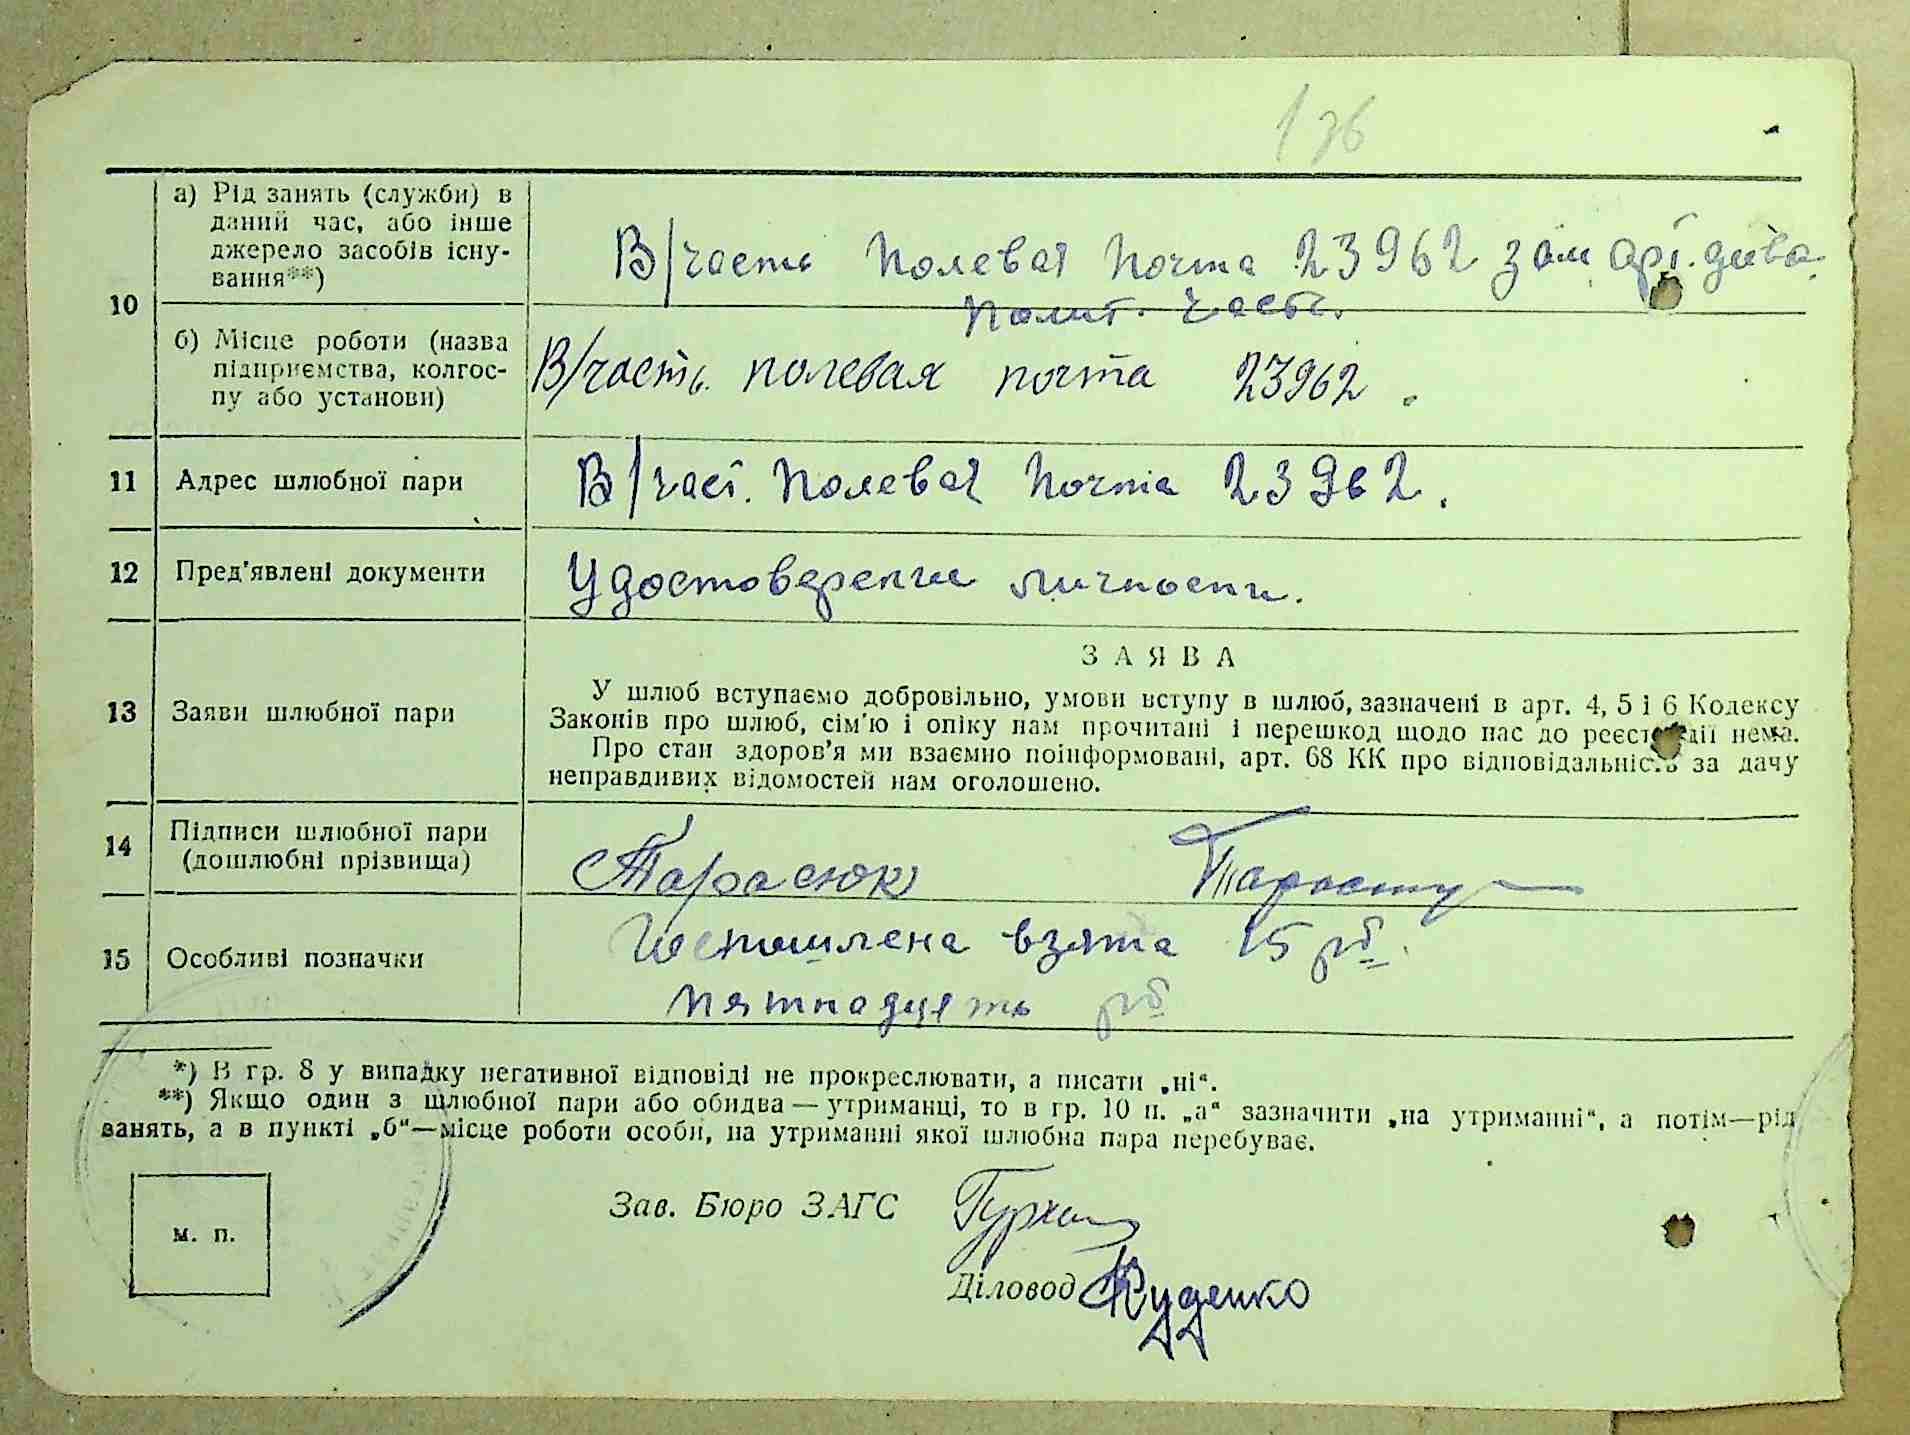 136
10
а) Рід занять (служби) в
даний час, або інше
джерело засобів існу-
вання**)
В/часть Полевая Почта 23962 зам арт. дива.
Полит. часть.
б) Місце роботи (назва
підприємства, колгос-
пу або установи)
В/часть. полевая почта 23962.
11 Адрес шлюбної пари
В/част. Полевая Почта 23962.
12 Пред'явлені документи
Удостоверение личности.
13 Заяви шлюбної пари
ЗАЯВА
У шлюб вступаємо добровільно, умови вступу в шлюб, зазначені в арт. 4, 5 і 6 Кодексу
Законів про шлюб, сім'ю і опіку нам прочитані і перешкод щодо нас до реєстрадії нема.
Про стан здоров'я ми взаємно поінформовані, арт. 68 КК про відповідальність за дачу
неправдивих відомостей нам оголошено.
14 Підписи шлюбної пари
(дошлюбні прізвища)
Тарасюк
15 Особливі позначки
Госпошлена взята 15 рб.
пятнадцять рб
*) В гр. 8 у випадку негативної відповіді не прокреслювати, а писати „ні“.
**) Якщо один з шлюбної пари або обидва — утриманці, то в гр. 10 п. „а“ зазначити „на утриманні“, а потім—рід
занять, а в пункті „б“—місце роботи особи, на утриманні якої шлюбна пара перебуває.
м. п.
Зав. Бюро ЗАГС
Діловод